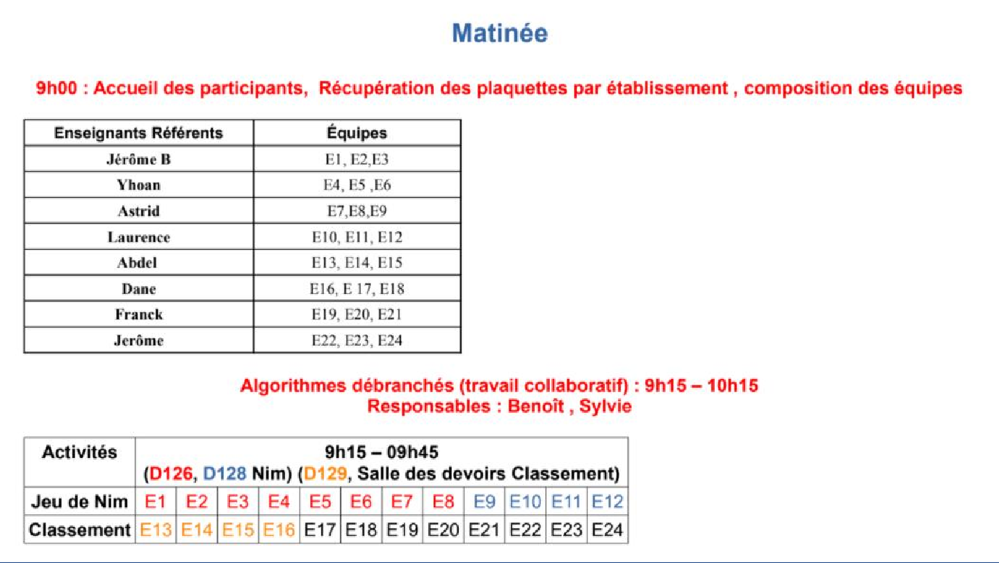 Matinée
9h00 : Accueil des participants, Récupération des plaquettes par établissement , composition des équipes
Enseignants Référents Équipes
Jérôme B E1, E2,E3
Yhoan E4, E5 ,E6
Astrid E7,E8,E9
Laurence E10, E11, E12
Abdel E13, E14, E15
Dane E16, E 17, E18
Franck E19, E20, E21
Jerôme E22, E23, E24
Algorithmes débranchés (travail collaboratif) : 9h15 – 10h15
Responsables : Benoît , Sylvie
Activités 9h15 – 09h45
(D126, D128 Nim) (D129, Salle des devoirs Classement)
Jeu de Nim E1 E2 E3 E4 E5 E6 E7 E8 E9 E10 E11 E12
Classement E13 E14 E15 E16 E17 E18 E19 E20 E21 E22 E23 E24